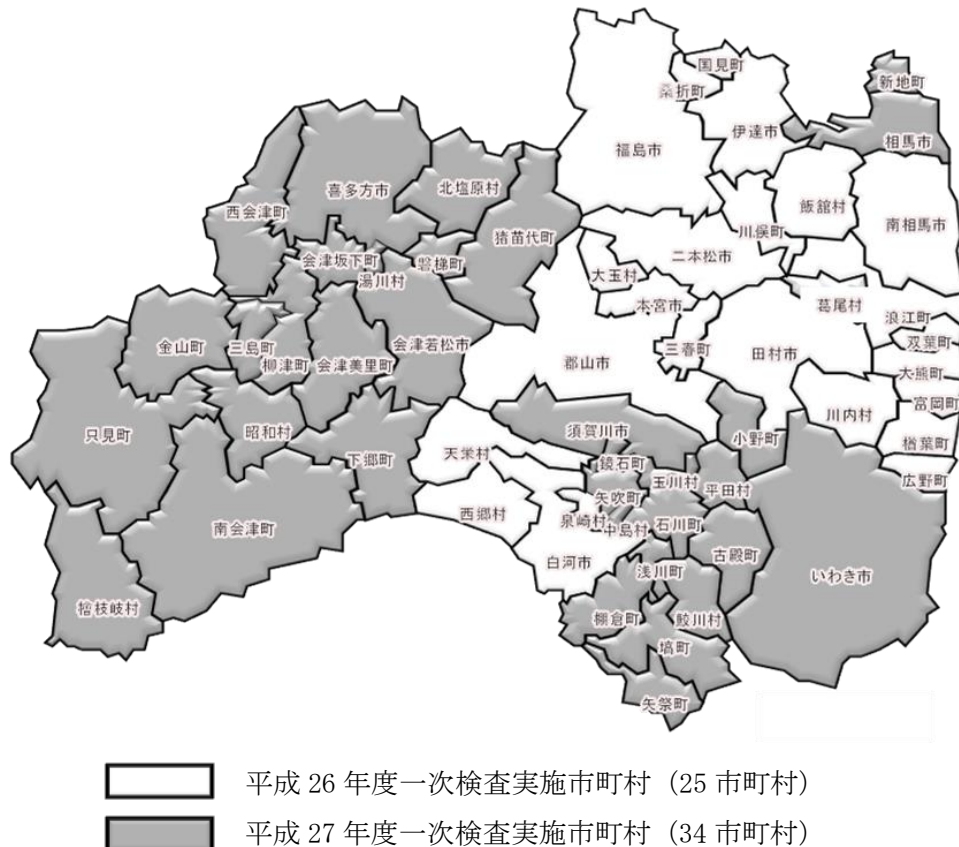 国見町
桑折町
新地町
伊達市
相馬市
福島市
喜多方市
北塩原村
西会津町
飯舘村
南相馬市
川俣町
猪苗代町
二本松市
会津坂下町
磐梯町
湯川村
大玉村
本宮市
葛尾村
浪江町
双葉町
会津若松市
金山町
三島町
柳津町
会津美里町
三春町
田村市
郡山市
大熊町
富岡町
川内村
只見町
昭和村
須賀川市
小野町
楢葉町
下郷町
天栄村
鏡石町
玉川村
平田村
広野町
矢吹町
西郷村
泉崎村
中島村
石川町
南会津町
白河市
古殿町
浅川町
いわき市
檜枝岐村
棚倉町
鮫川村
塙町
矢祭町
平成 26 年度一次検査実施市町村（25 市町村）
平成 27 年度一次検査実施市町村（34 市町村）